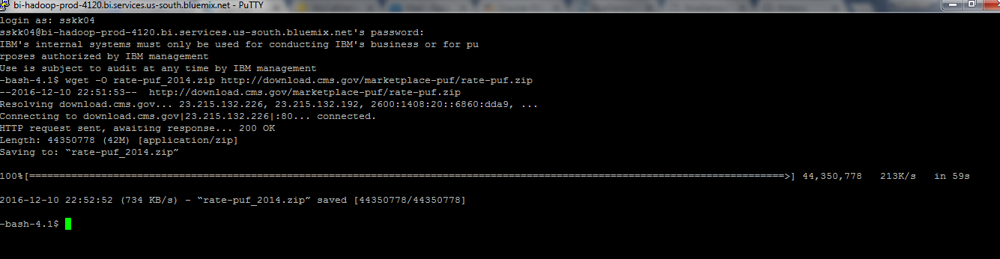 bi-hadoop-prod-4120.bi.services.us-south.bluemix.net - PuTTY
login as: sskk04
sskk04@bi-hadoop-prod-4120.bi.services.us-south.bluemix.net's password:
IBM's internal systems must only be used for conducting IBM's business or for pu
rposes authorized by IBM management
Use is subject to audit at any time by IBM management
-bash-4.1$ wget -O rate-puf_2014.zip http://download.cms.gov/marketplace-puf/rate-puf.zip
--2016-12-10 22:51:53--  http://download.cms.gov/marketplace-puf/rate-puf.zip
Resolving download.cms.gov... 23.215.132.226, 23.215.132.192, 2600:1408:20::6860:dda9, ...
Connecting to download.cms.gov|23.215.132.226|:80... connected.
HTTP request sent, awaiting response... 200 OK
Length: 44350778 (42M) [application/zip]
Saving to: “rate-puf_2014.zip”
100%[==============================================================================================================================>] 44,350,778   213K/s   in 59s
2016-12-10 22:52:52 (734 KB/s) - “rate-puf_2014.zip” saved [44350778/44350778]
-bash-4.1$